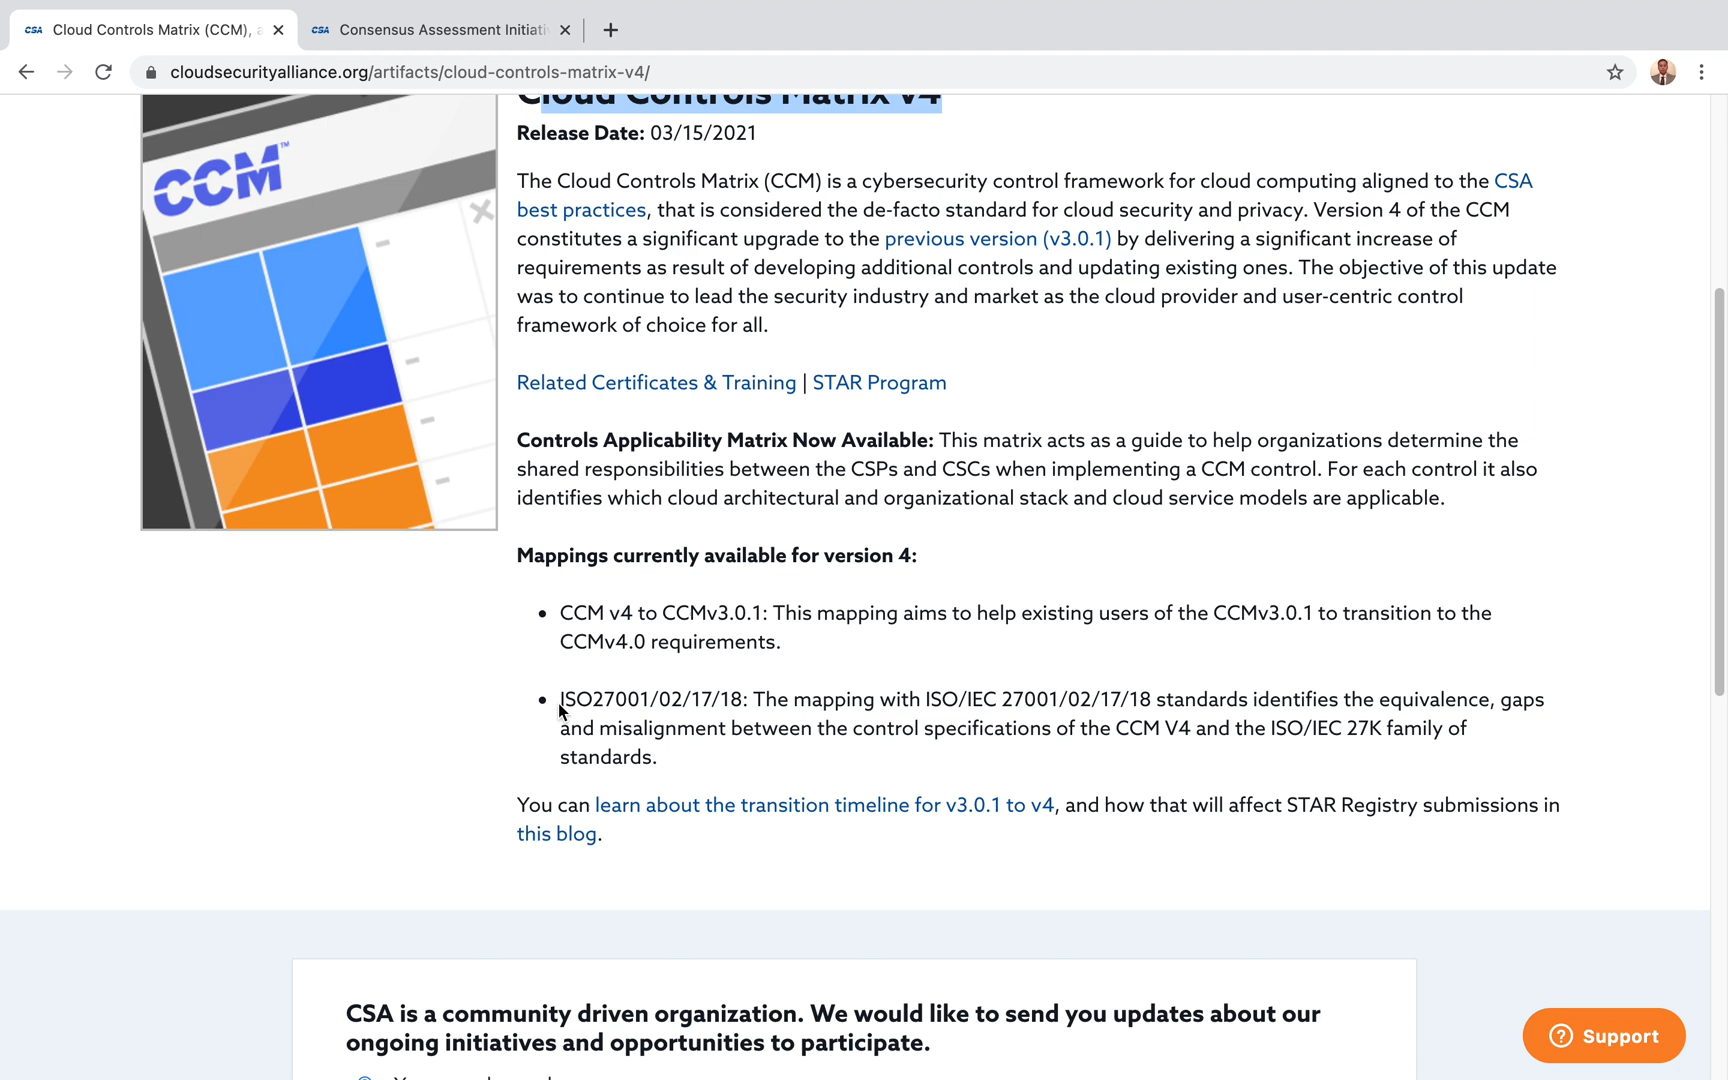 CSA Cloud Controls Matrix (CCM),
CSA Consensus Assessment Initiati
cloudsecurityalliance.org/artifacts/cloud-controls-matrix-v4/
Cloud Controls Matrix v4
CCM™
Release Date: 03/15/2021
The Cloud Controls Matrix (CCM) is a cybersecurity control framework for cloud computing aligned to the CSA
best practices, that is considered the de-facto standard for cloud security and privacy. Version 4 of the CCM
constitutes a significant upgrade to the previous version (v3.0.1) by delivering a significant increase of
requirements as result of developing additional controls and updating existing ones. The objective of this update
was to continue to lead the security industry and market as the cloud provider and user-centric control
framework of choice for all.
Related Certificates & Training | STAR Program
Controls Applicability Matrix Now Available: This matrix acts as a guide to help organizations determine the
shared responsibilities between the CSPs and CSCs when implementing a CCM control. For each control it also
identifies which cloud architectural and organizational stack and cloud service models are applicable.
Mappings currently available for version 4:
• CCM v4 to CCMv3.0.1: This mapping aims to help existing users of the CCMv3.0.1 to transition to the
CCMv4.0 requirements.
• ISO27001/02/17/18: The mapping with ISO/IEC 27001/02/17/18 standards identifies the equivalence, gaps
and misalignment between the control specifications of the CCM V4 and the ISO/IEC 27K family of
standards.
You can learn about the transition timeline for v3.0.1 to v4, and how that will affect STAR Registry submissions in
this blog.
CSA is a community driven organization. We would like to send you updates about our
ongoing initiatives and opportunities to participate.
Support